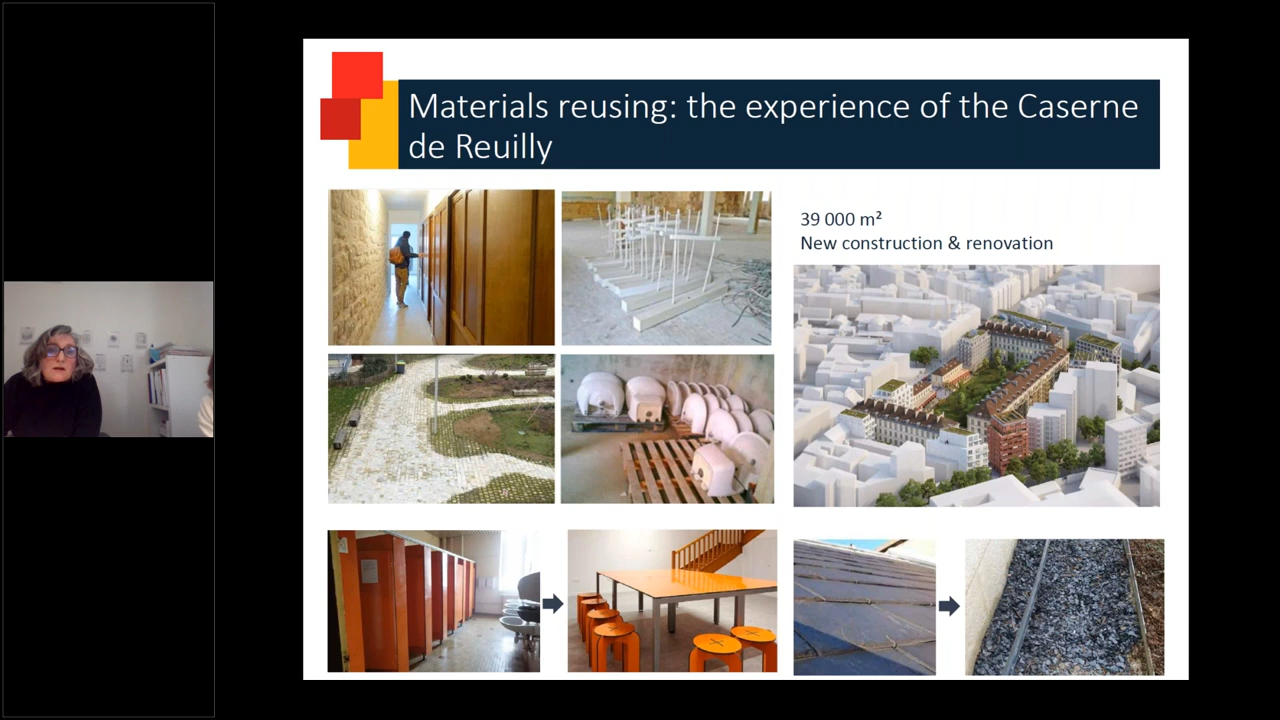 Materials reusing: the experience of the Caserne
de Reuilly
39 000 m²
New construction & renovation